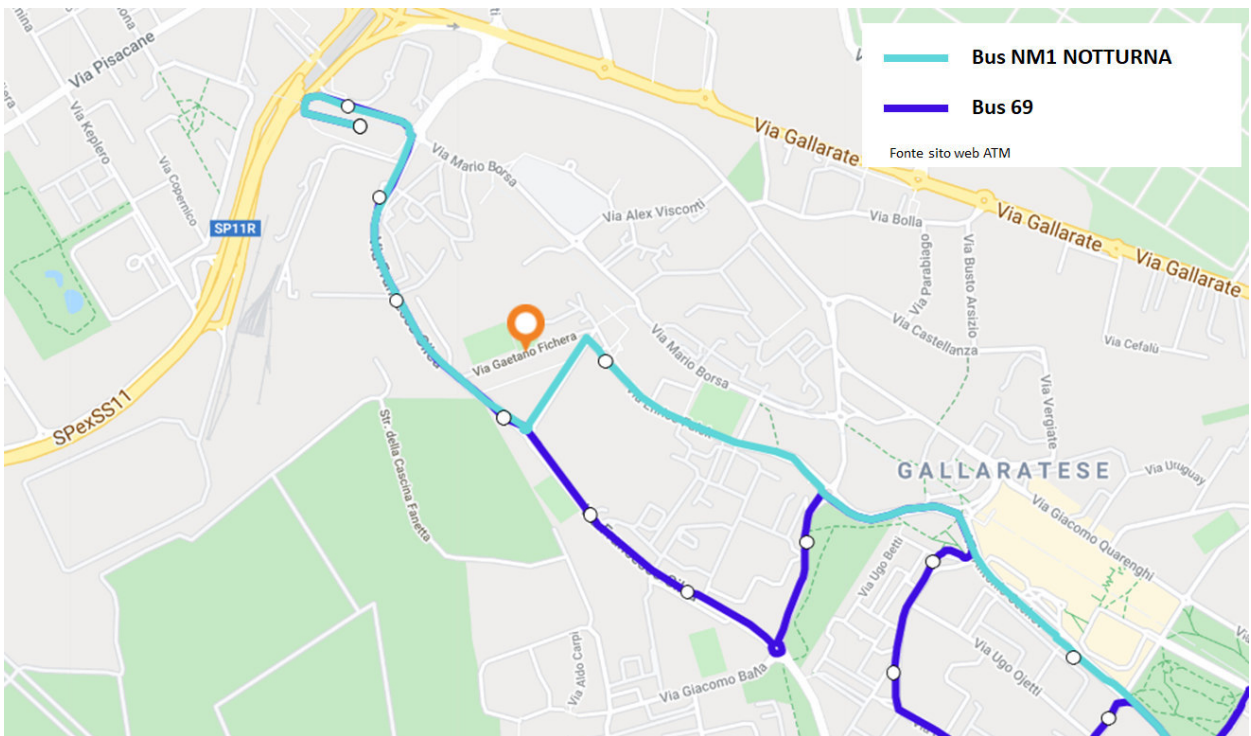 Bus NM1 NOTTURNA
Bus 69
Fonte sito web ATM
Via Pisacane
Via Keplero
Via Copernico
SP11R
SPexSS11
Via Mario Borsa
Via Alex Visconti
Via Gallarate
Via Gallarate
Via Gallarate
Via Bolla
Via Parabiago
Via Busto Arsizio
Via Castellanza
Via Cefalù
Via Vergiate
Via Gaetano Fichera
Via Mario Borsa
Str. della Cascina Fanetta
GALLARATESE
Via Uruguay
Via Giacomo Quarenghi
Via Ugo Betti
Via Ugo Ojetti
Via Aldo Carpi
Via Giacomo Balla